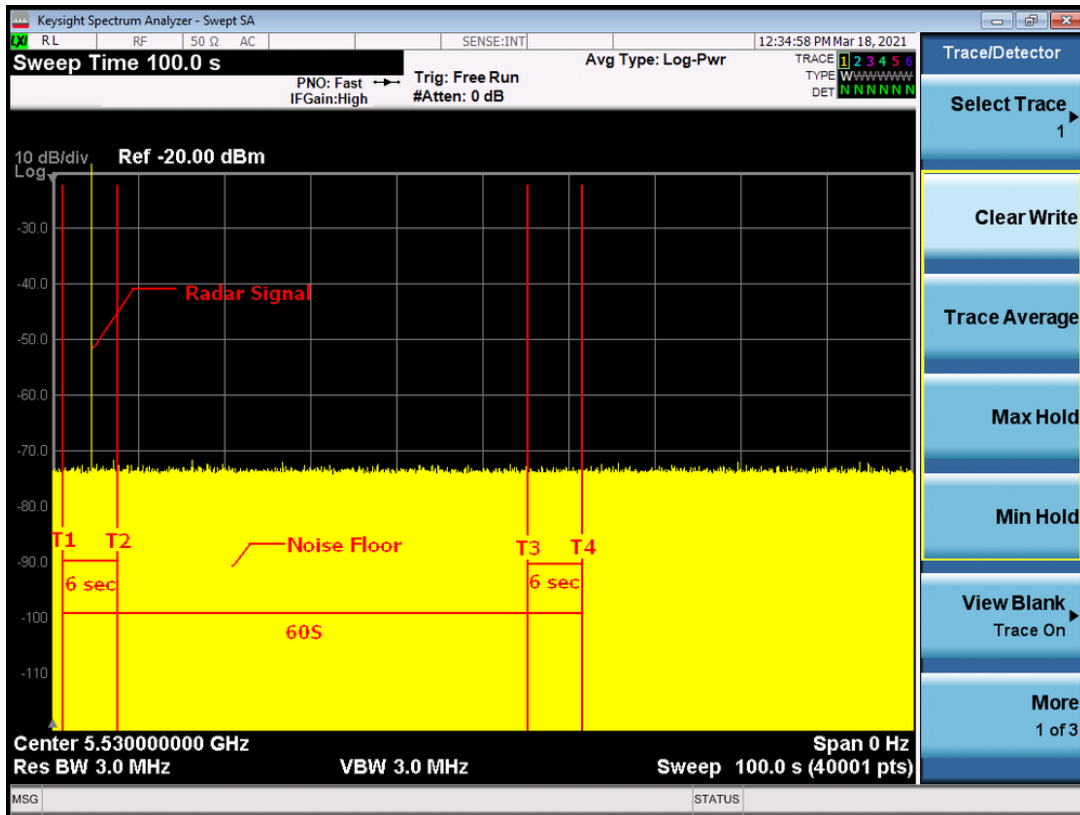 Keysight Spectrum Analyzer - Swept SA
LXI RL RF 50 Ω AC SENSE:INT 12:34:58 PM Mar 18, 2021
Sweep Time 100.0 s
Avg Type: Log-Pwr
TRACE 1 2 3 4 5 6
TYPE WWWWWW
DET N N N N N N
PNO: Fast
IFGain:High
Trig: Free Run
#Atten: 0 dB
10 dB/div
Log
Ref -20.00 dBm
-30.0
-40.0
Radar Signal
-50.0
-60.0
-70.0
-80.0
T1 T2 Noise Floor T3 T4
-90.0
6 sec 6 sec
-100
60S
-110
Center 5.530000000 GHz Span 0 Hz
Res BW 3.0 MHz VBW 3.0 MHz Sweep 100.0 s (40001 pts)
MSG STATUS
Trace/Detector
Select Trace
1
Clear Write
Trace Average
Max Hold
Min Hold
View Blank
Trace On
More
1 of 3